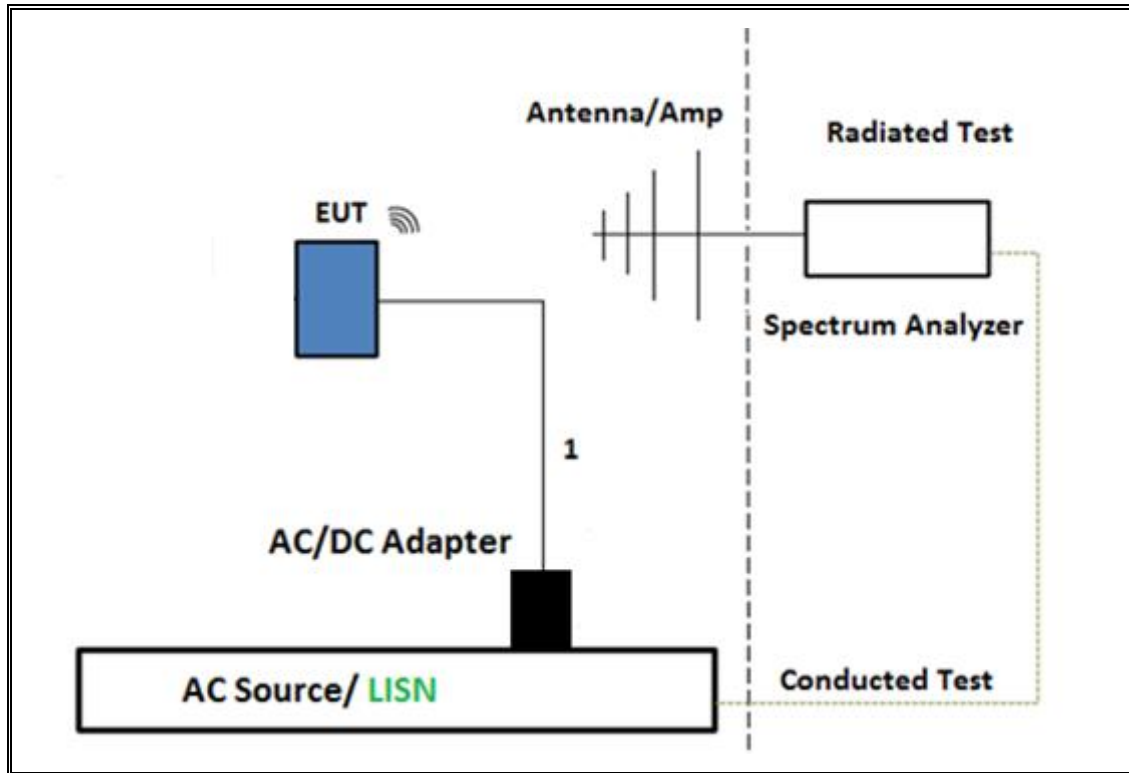 Antenna/Amp
Radiated Test
EUT
Spectrum Analyzer
1
AC/DC Adapter
AC Source/ LISN
Conducted Test